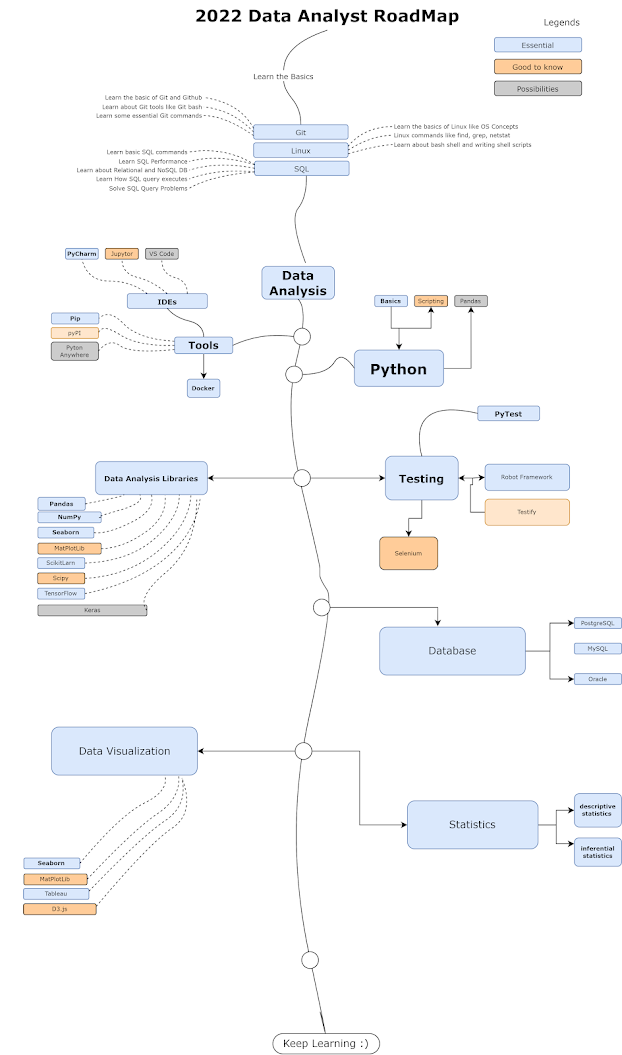 2022 Data Analyst RoadMap
Legends
Essential
Good to know
Possibilities
Learn the Basics
Learn the basic of Git and Github
Learn about Git tools like Git bash
Learn some essential Git commands
Git
Linux
SQL
Learn the basics of Linux like OS Concepts
Linux commands like find, grep, netstat
Learn about bash shell and writing shell scripts
Learn basic SQL commands
Learn SQL Performance
Learn about Relational and NoSQL DB
Learn How SQL query executes
Solve SQL Query Problems
Data
Analysis
PyCharm
Jupytor
VS Code
IDEs
Pip
pyPI
Pyton
Anywhere
Tools
Docker
Basics
Scripting
Pandas
Python
PyTest
Testing
Robot Framework
Testify
Selenium
Data Analysis Libraries
Pandas
NumPy
Seaborn
MatPlotLib
ScikitLarn
Scipy
TensorFlow
Keras
Database
PostgreSQL
MySQL
Oracle
Data Visualization
Seaborn
MatPlotLib
Tableau
D3.js
Statistics
descriptive
statistics
inferential
statistics
Keep Learning :)